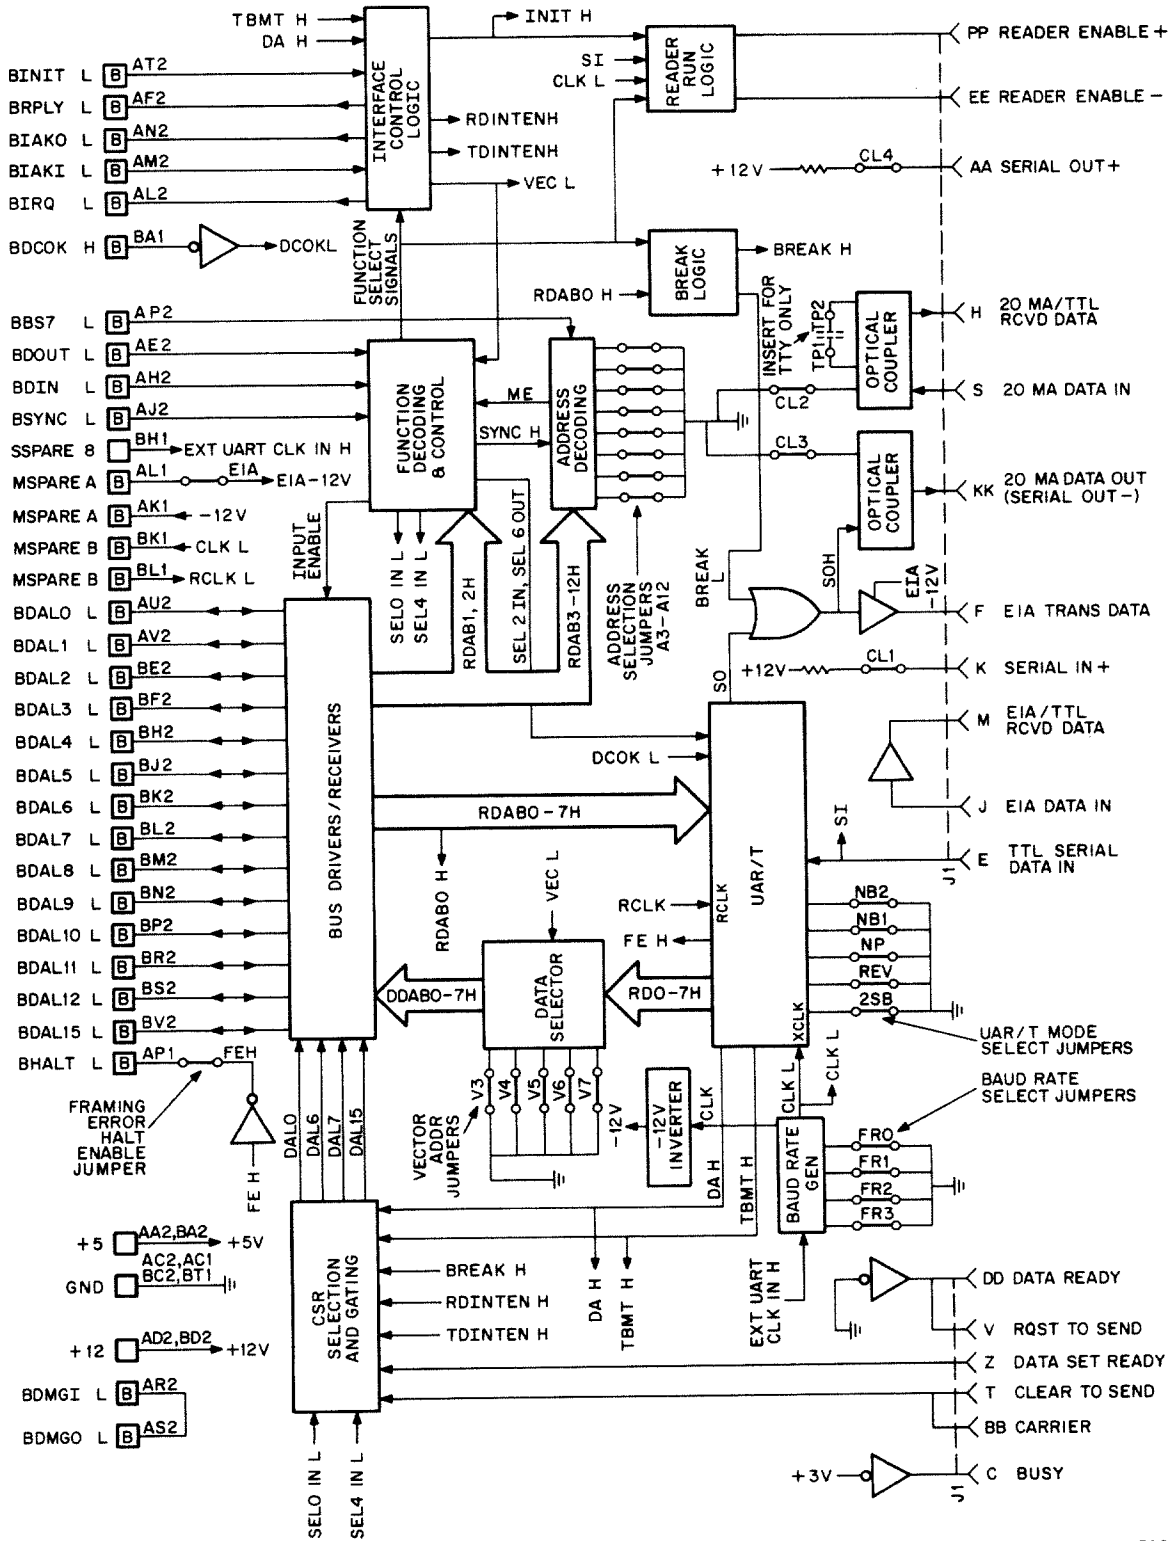 TBMT H
DA H
INIT H
SI
CLK L
INTERFACE
CONTROL
LOGIC
READER
RUN
LOGIC
PP READER ENABLE+
EE READER ENABLE-
BINIT L B AT2
BRPLY L B AF2
BIAKO L B AN2
BIAKI L B AM2
BIRQ L B AL2
BDCOK H B BA1
DCOKL
RDINTENH
TDINTENH
VEC L
+12V
CL4
AA SERIAL OUT+
FUNCTION
SELECT
SIGNALS
BREAK
LOGIC
BREAK H
RDABO H
BBS7 L B AP2
BDOUT L B AE2
BDIN L B AH2
BSYNC L B AJ2
SSPARE 8 BH1
EXT UART CLK IN H
MSPARE A B AL1
EIA
EIA-12V
MSPARE A B AK1
-12V
MSPARE B B BK1
CLK L
MSPARE B B BL1
RCLK L
FUNCTION
DECODING
& CONTROL
ME
SYNC H
ADDRESS
DECODING
INSERT FOR
TTY ONLY
TP1
TP2
OPTICAL
COUPLER
H 20 MA/TTL
RCVD DATA
S 20 MA DATA IN
CL2
CL3
OPTICAL
COUPLER
KK 20 MA DATA OUT
(SERIAL OUT-)
INPUT
ENABLE
SEL0 IN L
SEL4 IN L
RDAB1, 2H
SEL 2 IN, SEL 6 OUT
RDAB3-12H
ADDRESS
SELECTION
JUMPERS
A3-A12
BREAK
L
SOH
EIA
-12V
F EIA TRANS DATA
SO
+12V
CL1
K SERIAL IN+
BDAL0 L B AU2
BDAL1 L B AV2
BDAL2 L B BE2
BDAL3 L B BF2
BDAL4 L B BH2
BDAL5 L B BJ2
BDAL6 L B BK2
BDAL7 L B BL2
BDAL8 L B BM2
BDAL9 L B BN2
BDAL10 L B BP2
BDAL11 L B BR2
BDAL12 L B BS2
BDAL15 L B BV2
BHALT L B AP1
FEH
BUS DRIVERS/RECEIVERS
DCOK L
RDABO-7H
RDABO H
VEC L
UAR/T
RCLK
RCLK
FE H
XCLK
M EIA/TTL
RCVD DATA
J EIA DATA IN
SI
E TTL SERIAL
DATA IN
J1
NB2
NB1
NP
REV
2SB
UAR/T MODE
SELECT JUMPERS
DDABO-7H
DATA
SELECTOR
RDO-7H
V3
V4
V5
V6
V7
VECTOR
ADDR
JUMPERS
-12V
-12V
INVERTER
CLK
CLK L
CLK L
BAUD RATE
SELECT JUMPERS
BAUD RATE
GEN
FR0
FR1
FR2
FR3
FRAMING
ERROR
HALT
ENABLE
JUMPER
FE H
DAL0
DAL6
DAL7
DAL15
DA H
TBMT H
+5 AA2,BA2
+5V
GND AC2,AC1
BC2,BT1
+12 AD2,BD2
+12V
BDMGI L B AR2
BDMGO L B AS2
CSR
SELECTION
AND GATING
BREAK H
RDINTEN H
TDINTEN H
DA H
TBMT H
EXT UART
CLK IN H
DD DATA READY
V RQST TO SEND
Z DATA SET READY
T CLEAR TO SEND
BB CARRIER
+3V
C BUSY
J1
SEL0 IN L
SEL4 IN L